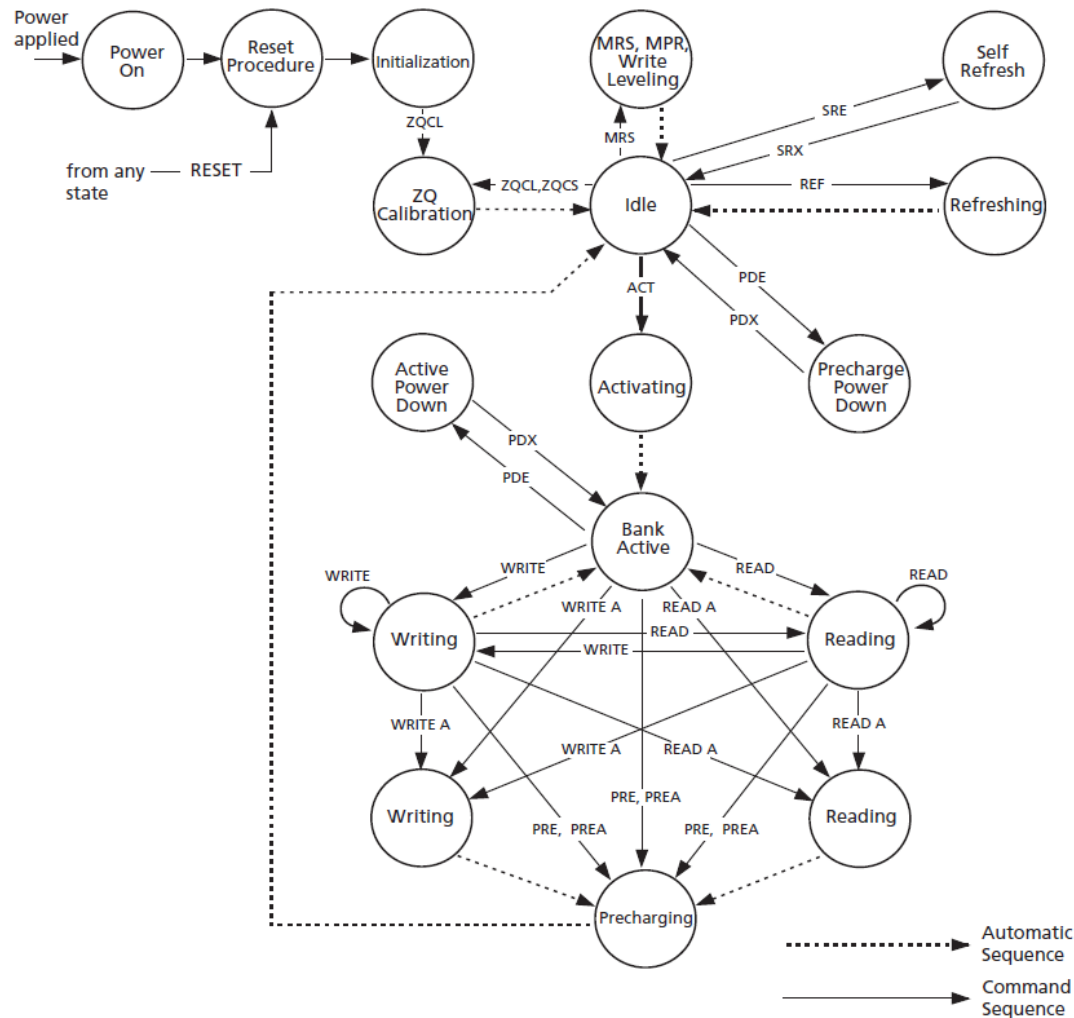 Power
applied
Power
On
Reset
Procedure
Initialization
MRS, MPR,
Write
Leveling
Self
Refresh
ZQCL
MRS
SRE
SRX
from any
state
RESET
ZQ
Calibration
ZQCL,ZQCS
Idle
REF
Refreshing
ACT
PDE
PDX
Active
Power
Down
Activating
Precharge
Power
Down
PDX
PDE
Bank
Active
WRITE
WRITE
READ
READ
WRITE A
READ A
Writing
READ
WRITE
Reading
WRITE A
WRITE A
READ A
READ A
Writing
PRE, PREA
Reading
PRE, PREA
PRE, PREA
Precharging
Automatic
Sequence
Command
Sequence